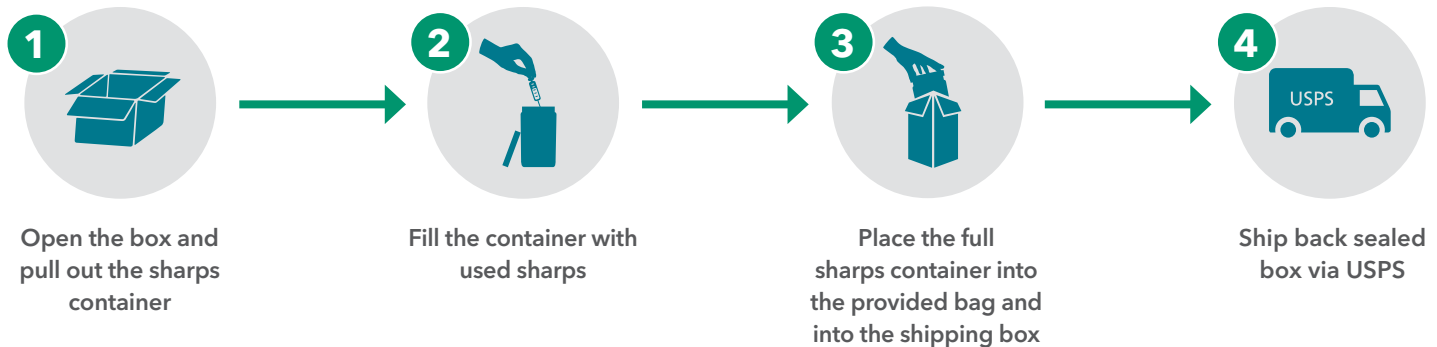 1
Open the box and
pull out the sharps
container
2
Fill the container with
used sharps
3
Place the full
sharps container into
the provided bag and
into the shipping box
4
USPS
Ship back sealed
box via USPS